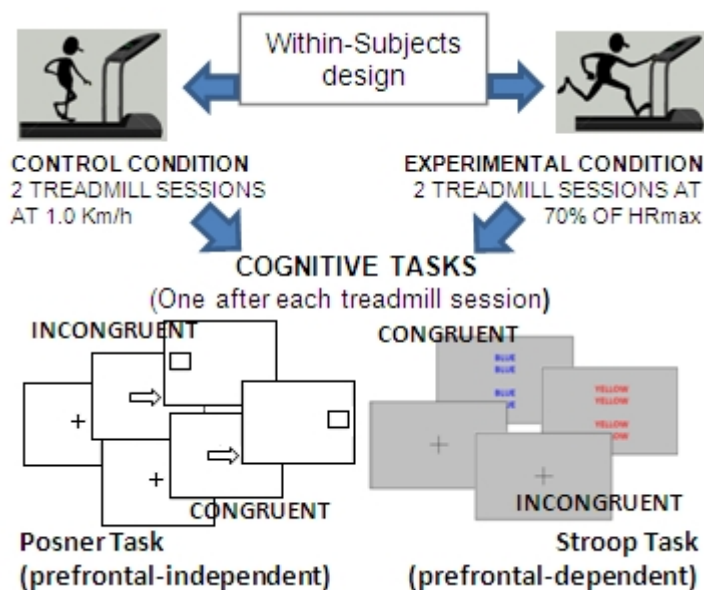 Within-Subjects
design
CONTROL CONDITION
2 TREADMILL SESSIONS
AT 1.0 Km/h
EXPERIMENTAL CONDITION
2 TREADMILL SESSIONS AT
70% OF HRmax
COGNITIVE TASKS
(One after each treadmill session)
INCONGRUENT
CONGRUENT
Posner Task
(prefrontal-independent)
CONGRUENT
BLUE
BLUE
BLUE
BLUE
YELLOW
YELLOW
YELLOW
YELLOW
INCONGRUENT
Stroop Task
(prefrontal-dependent)